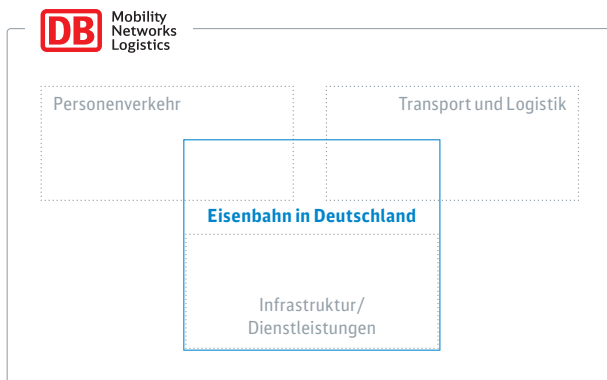 DB
Mobility
Networks
Logistics
Personenverkehr
Transport und Logistik
Eisenbahn in Deutschland
Infrastruktur/
Dienstleistungen